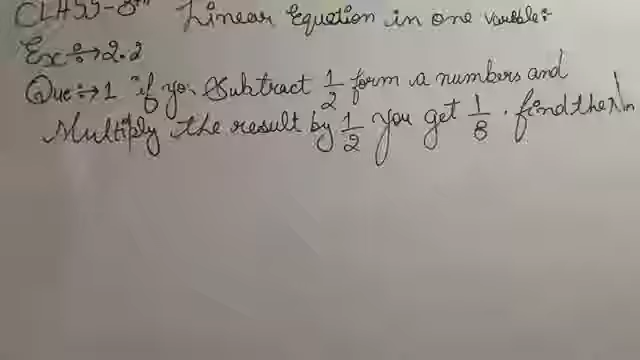 CLASS-8th Linear Equation in one variable:-
Ex:→2.2
Que:→1 If you Subtract 1/2 form a numbers and
Multiply the result by 1/2 you get 1/8. find the